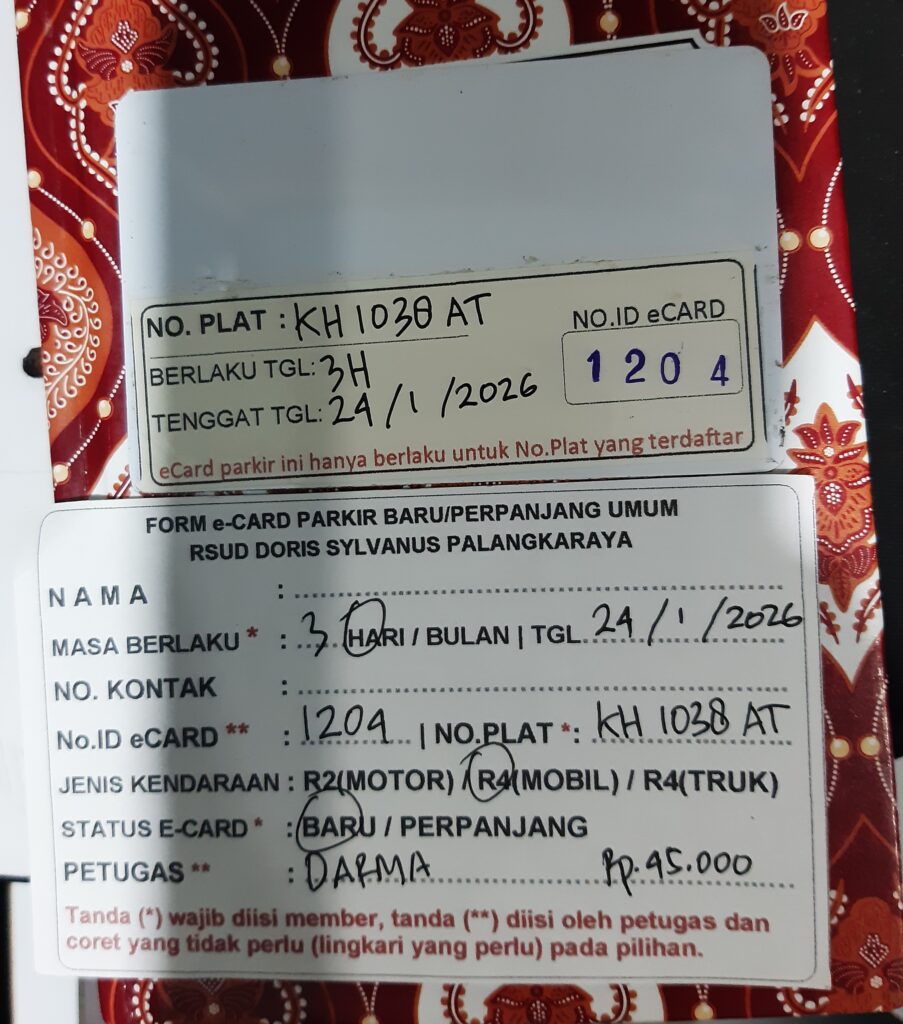 NO. PLAT : KH 1038 AT
NO.ID eCARD
BERLAKU TGL: 3H
1204
TENGGAT TGL: 24/1/2026
eCard parkir ini hanya berlaku untuk No.Plat yang terdaftar
FORM e-CARD PARKIR BARU/PERPANJANG UMUM
RSUD DORIS SYLVANUS PALANGKARAYA
NAMA :
MASA BERLAKU * : 3 HARI / BULAN | TGL 24/1/2026
NO. KONTAK :
No.ID eCARD ** : 1204 | NO.PLAT *: KH 1038 AT
JENIS KENDARAAN : R2(MOTOR) / R4(MOBIL) / R4(TRUK)
STATUS E-CARD * : BARU / PERPANJANG
PETUGAS ** : DARMA Rp. 45.000
Tanda (*) wajib diisi member, tanda (**) diisi oleh petugas dan
coret yang tidak perlu (lingkari yang perlu) pada pilihan.